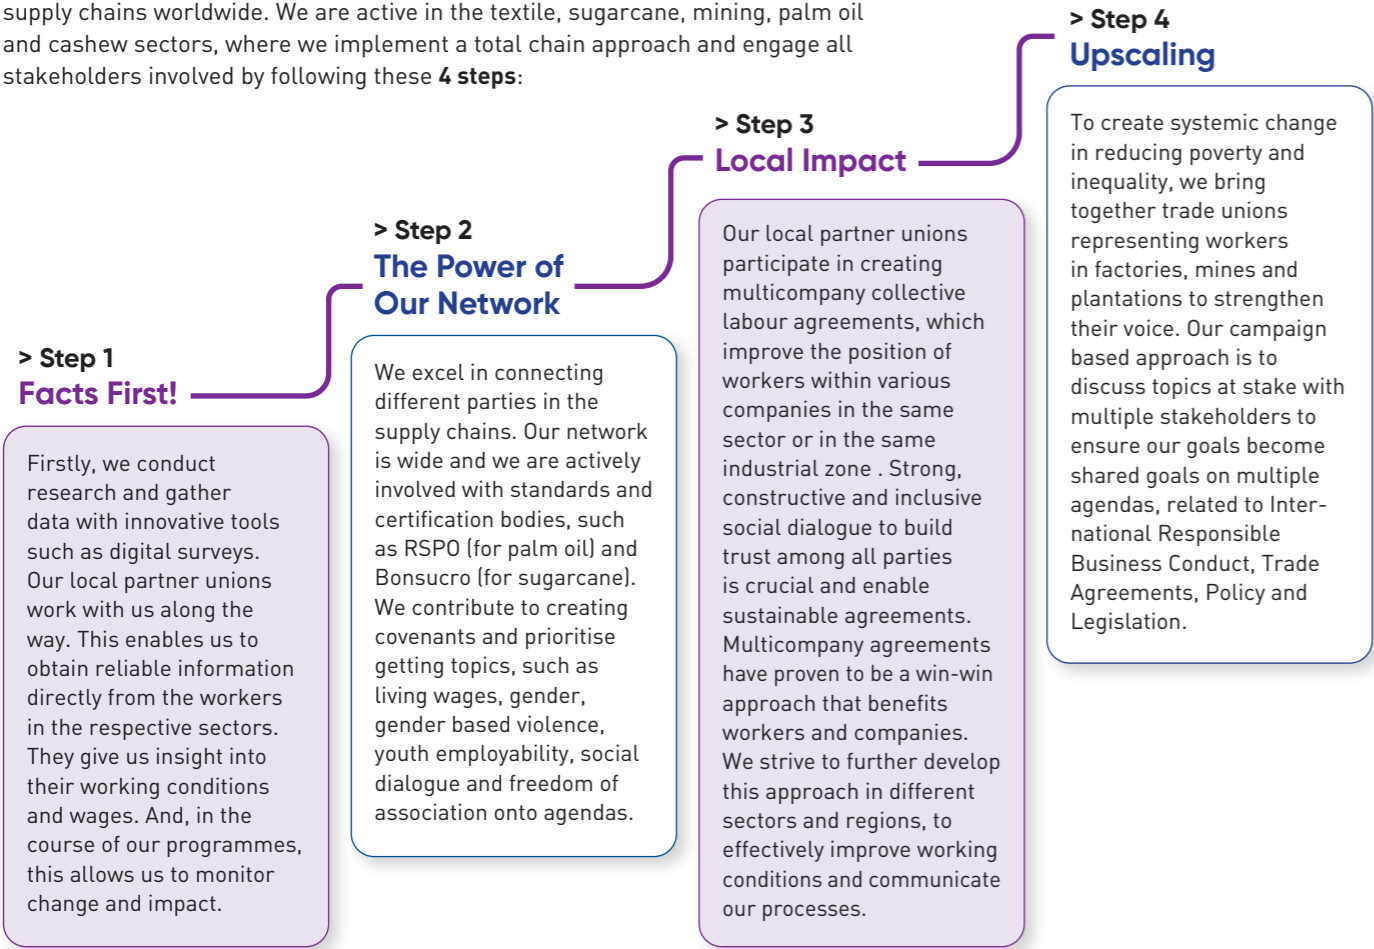 supply chains worldwide. We are active in the textile, sugarcane, mining, palm oil
and cashew sectors, where we implement a total chain approach and engage all
stakeholders involved by following these 4 steps:
> Step 1
Facts First!
Firstly, we conduct
research and gather
data with innovative tools
such as digital surveys.
Our local partner unions
work with us along the
way. This enables us to
obtain reliable information
directly from the workers
in the respective sectors.
They give us insight into
their working conditions
and wages. And, in the
course of our programmes,
this allows us to monitor
change and impact.
> Step 2
The Power of
Our Network
We excel in connecting
different parties in the
supply chains. Our network
is wide and we are actively
involved with standards and
certification bodies, such
as RSPO (for palm oil) and
Bonsucro (for sugarcane).
We contribute to creating
covenants and prioritise
getting topics, such as
living wages, gender,
gender based violence,
youth employability, social
dialogue and freedom of
association onto agendas.
> Step 3
Local Impact
Our local partner unions
participate in creating
multicompany collective
labour agreements, which
improve the position of
workers within various
companies in the same
sector or in the same
industrial zone . Strong,
constructive and inclusive
social dialogue to build
trust among all parties
is crucial and enable
sustainable agreements.
Multicompany agreements
have proven to be a win-win
approach that benefits
workers and companies.
We strive to further develop
this approach in different
sectors and regions, to
effectively improve working
conditions and communicate
our processes.
> Step 4
Upscaling
To create systemic change
in reducing poverty and
inequality, we bring
together trade unions
representing workers
in factories, mines and
plantations to strengthen
their voice. Our campaign
based approach is to
discuss topics at stake with
multiple stakeholders to
ensure our goals become
shared goals on multiple
agendas, related to Inter-
national Responsible
Business Conduct, Trade
Agreements, Policy and
Legislation.